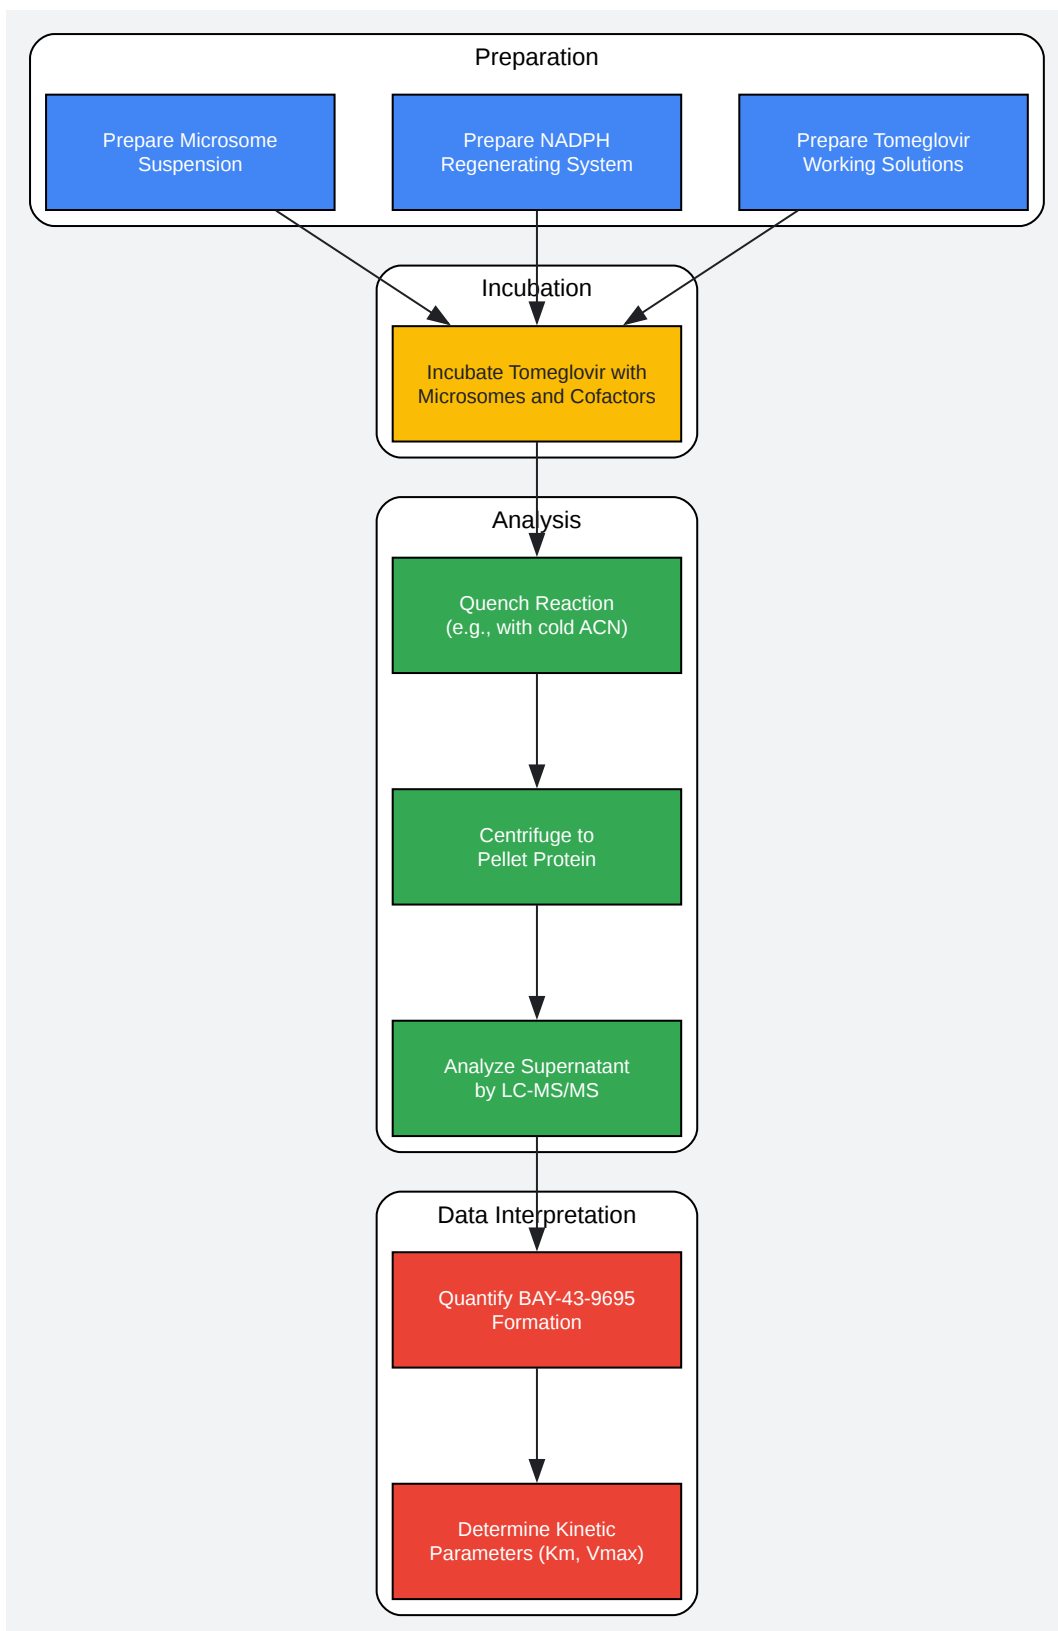 Preparation
Prepare Microsome
Suspension
Prepare NADPH
Regenerating System
Prepare Tomeglovir
Working Solutions
Incubation
Incubate Tomeglovir with
Microsomes and Cofactors
Analysis
Quench Reaction
(e.g., with cold ACN)
Centrifuge to
Pellet Protein
Analyze Supernatant
by LC-MS/MS
Data Interpretation
Quantify BAY-43-9695
Formation
Determine Kinetic
Parameters (Km, Vmax)